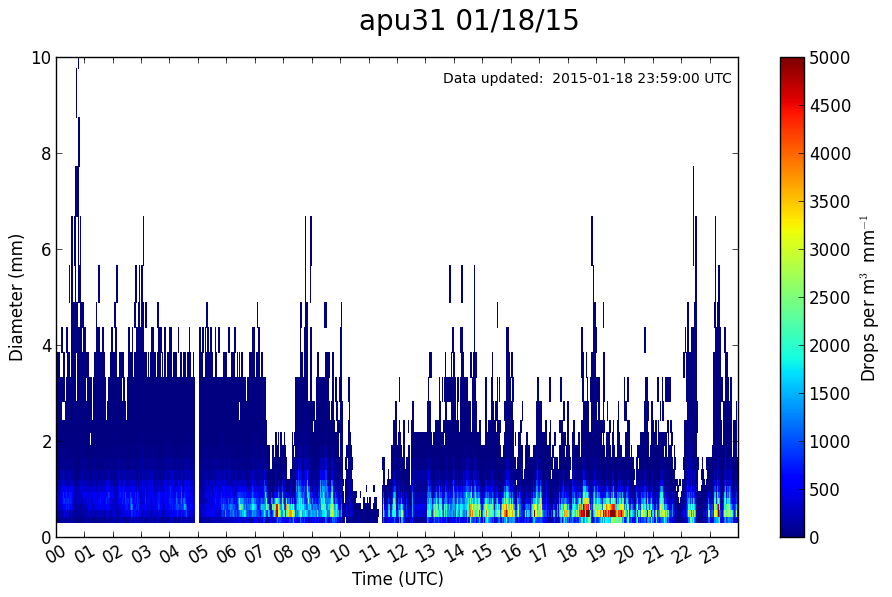 apu31 01/18/15
Data updated:  2015-01-18 23:59:00 UTC
10
8
6
4
2
0
Diameter (mm)
00 01 02 03 04 05 06 07 08 09 10 11 12 13 14 15 16 17 18 19 20 21 22 23
Time (UTC)
5000
4500
4000
3500
3000
2500
2000
1500
1000
500
0
Drops per m³ mm⁻¹